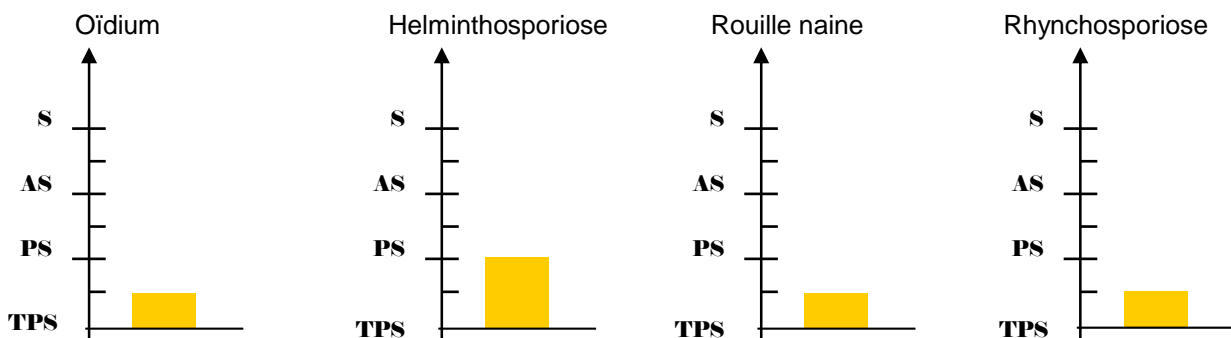 Oïdium Helminthosporiose Rouille naine Rhynchosporiose
S S S S
AS AS AS AS
PS PS PS PS
TPS TPS TPS TPS